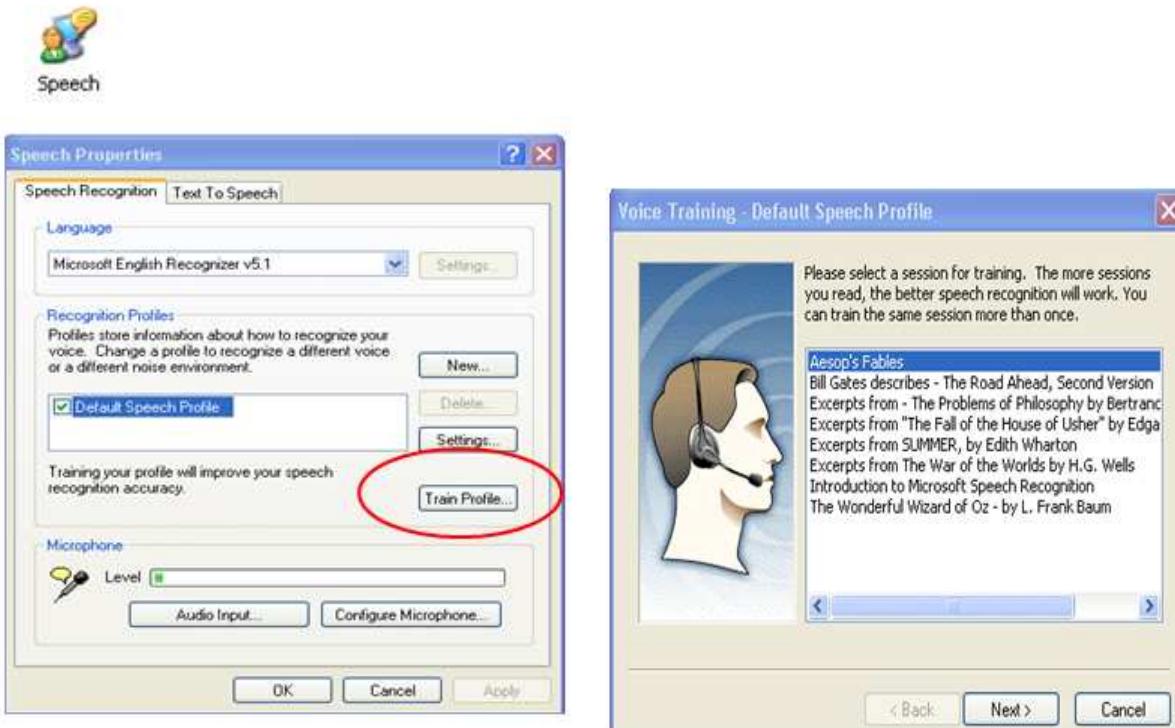 Speech
Speech Properties
Speech Recognition
Text To Speech
Language
Microsoft English Recognizer v5.1
Settings...
Recognition Profiles
Profiles store information about how to recognize your
voice. Change a profile to recognize a different voice
or a different noise environment.
New...
Default Speech Profile
Delete...
Settings...
Training your profile will improve your speech
recognition accuracy.
Train Profile...
Microphone
Level
Audio Input...
Configure Microphone...
OK
Cancel
Apply
Voice Training - Default Speech Profile
Please select a session for training. The more sessions
you read, the better speech recognition will work. You
can train the same session more than once.
Aesop's Fables
Bill Gates describes - The Road Ahead, Second Version
Excerpts from - The Problems of Philosophy by Bertranc
Excerpts from "The Fall of the House of Usher" by Edga
Excerpts from SUMMER, by Edith Wharton
Excerpts from The War of the Worlds by H.G. Wells
Introduction to Microsoft Speech Recognition
The Wonderful Wizard of Oz - by L. Frank Baum
< Back
Next >
Cancel